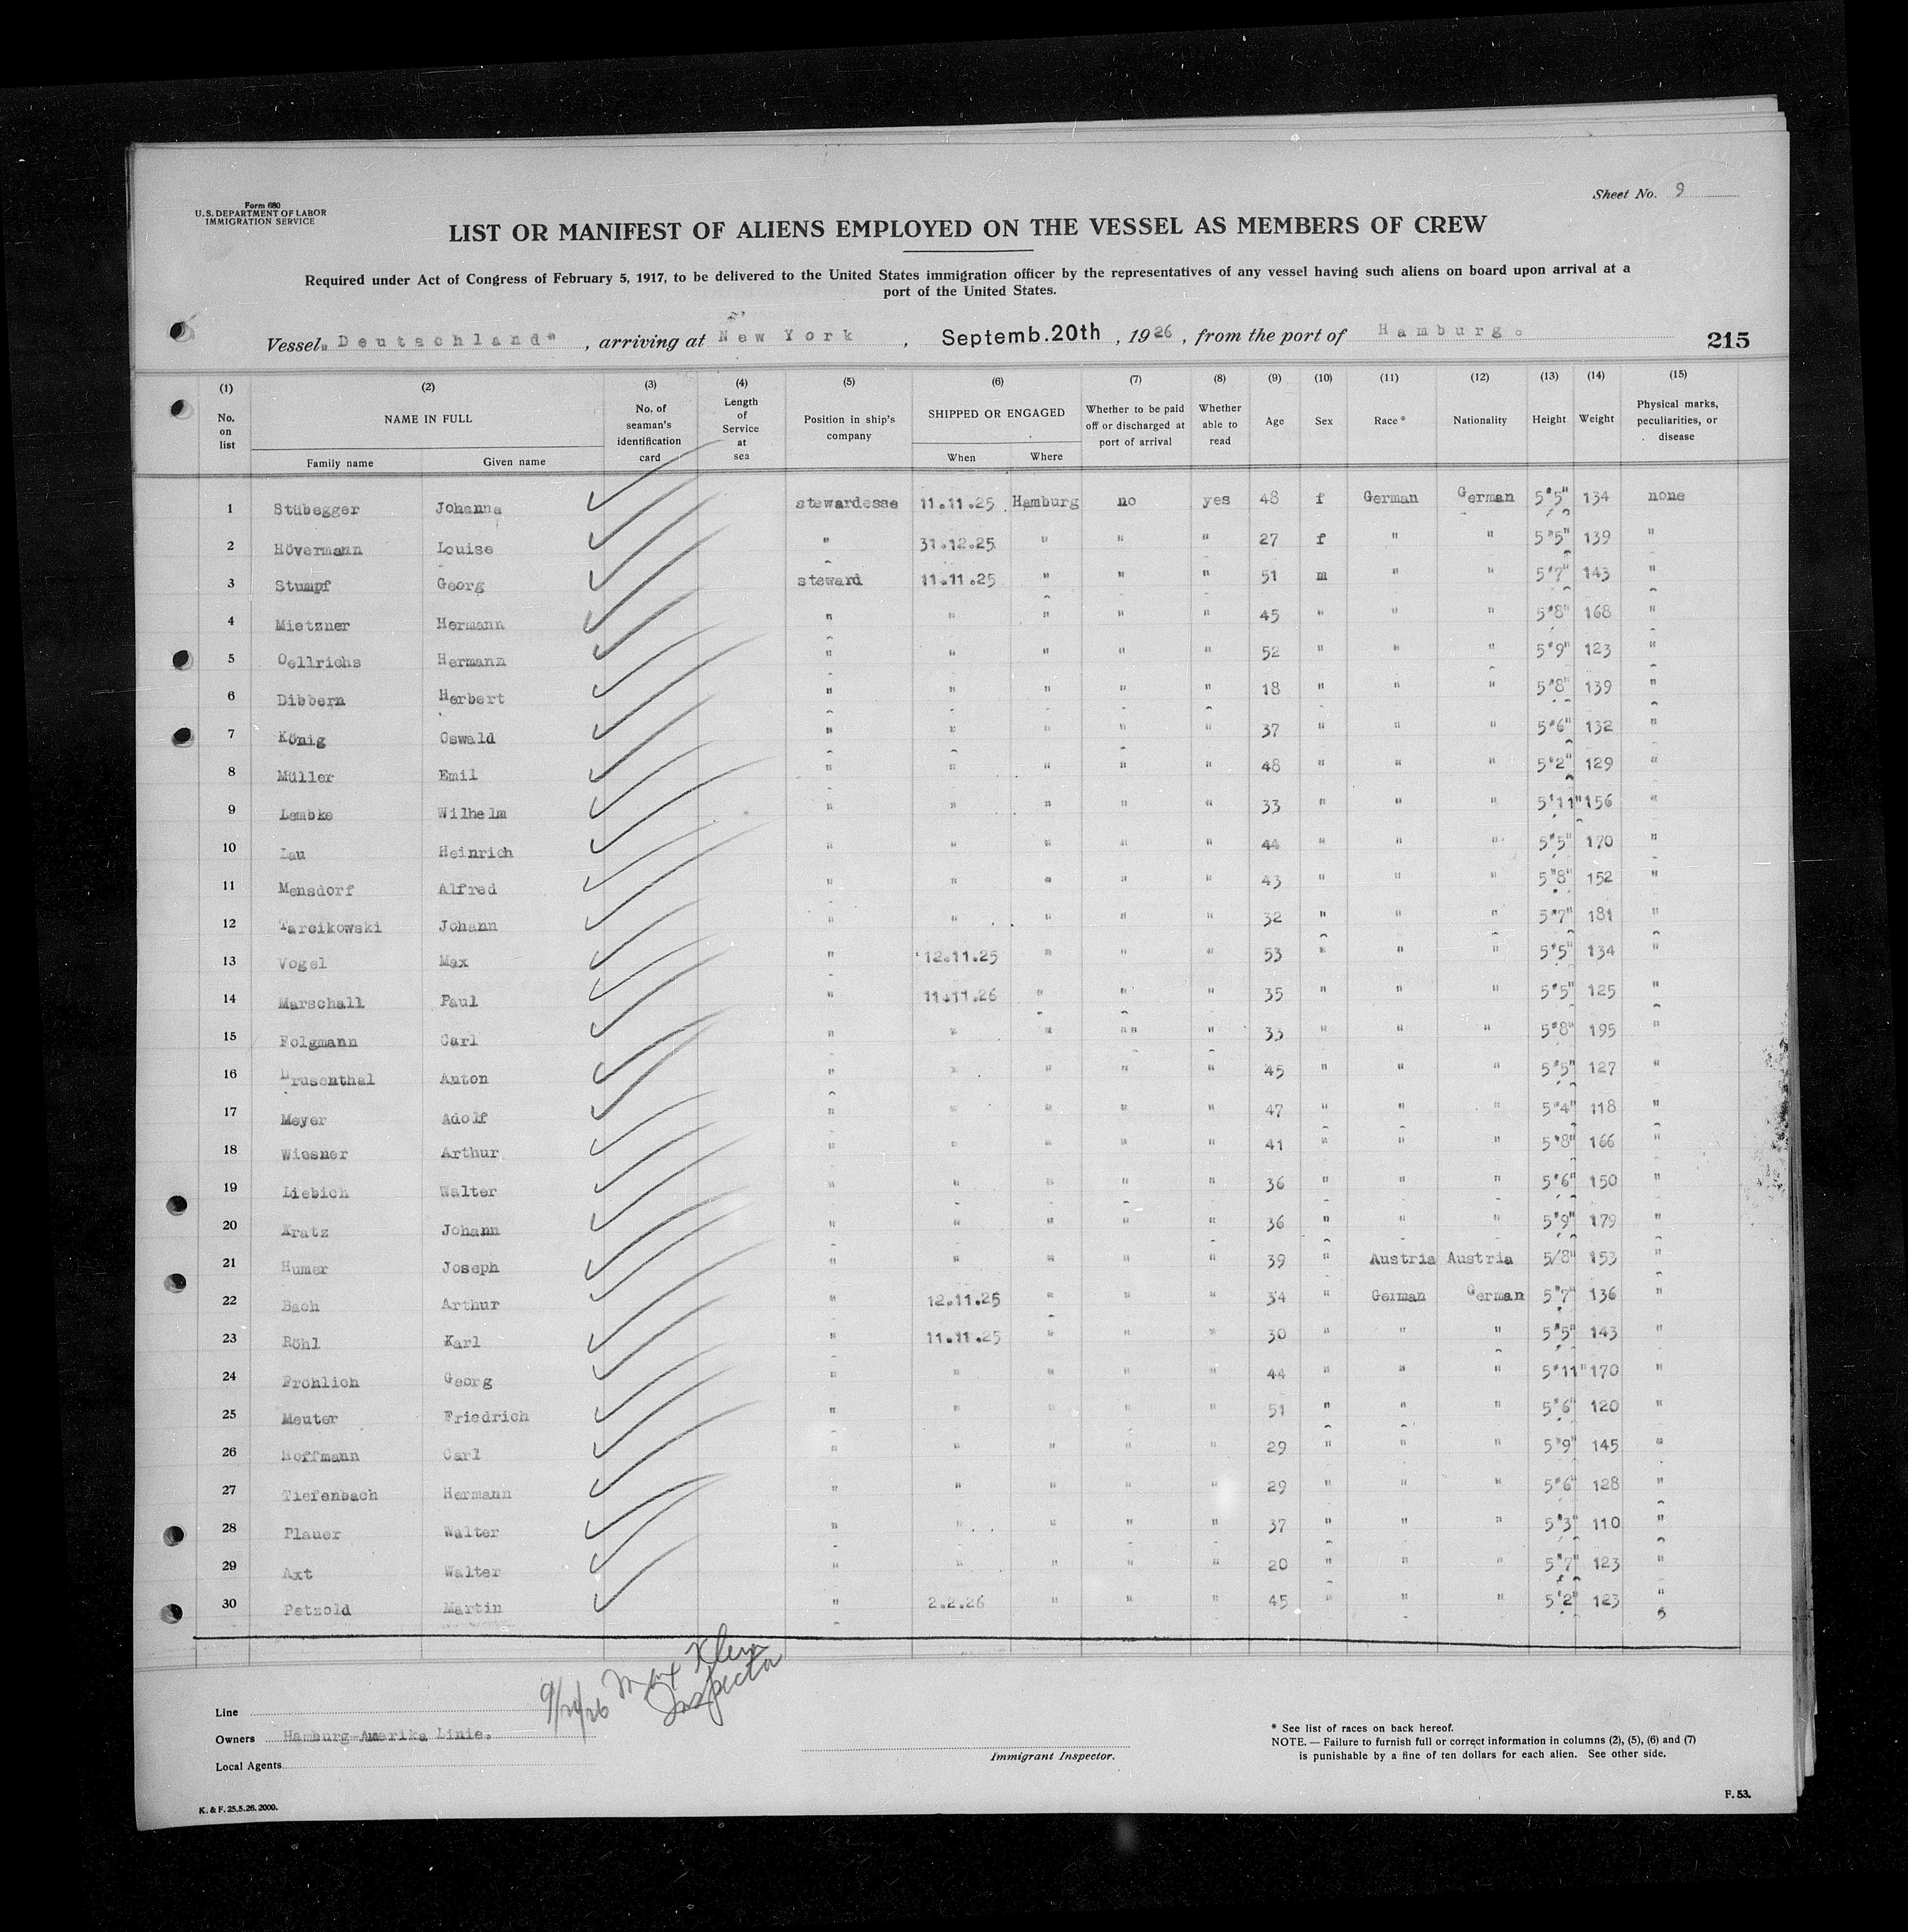 Form 680
U.S. DEPARTMENT OF LABOR
IMMIGRATION SERVICE
Sheet No. 9
LIST OR MANIFEST OF ALIENS EMPLOYED ON THE VESSEL AS MEMBERS OF CREW
Required under Act of Congress of February 5, 1917, to be delivered to the United States immigration officer by the representatives of any vessel having such aliens on board upon arrival at a
port of the United States.
Vessel "Deutschland" , arriving at New York , Septemb.20th , 1926 , from the port of Hamburg. 215
(1) (2) (3) (4) (5) (6) (7) (8) (9) (10) (11) (12) (13) (14) (15)
No. on list NAME IN FULL Family name Given name No. of seaman's identification card Length of Service at sea Position in ship's company SHIPPED OR ENGAGED When Where Whether to be paid off or discharged at port of arrival Whether able to read Age Sex Race* Nationality Height Weight Physical marks, peculiarities, or disease
1 Stübegger Johanna stewardesse 11.11.25 Hamburg no yes 48 f German German 5'5" 134 none
2 Hövermann Louise " 31.12.25 " " " 27 f " " 5'5" 139 "
3 Stumpf Georg steward 11.11.25 " " " 51 m " " 5'7" 143 "
4 Mietzner Hermann " " " " " 45 " " " 5'8" 168 "
5 Oellrichs Hermann " " " " " 52 " " " 5'9" 123 "
6 Dibbern Herbert " " " " " 18 " " " 5'8" 139 "
7 König Oswald " " " " " 37 " " " 5'6" 132 "
8 Müller Emil " " " " " 48 " " " 5'2" 129 "
9 Lembke Wilhelm " " " " " 33 " " " 5'11" 156 "
10 Lau Heinrich " " " " " 44 " " " 5'5" 170 "
11 Mensdorf Alfred " " " " " 43 " " " 5'8" 152 "
12 Tarcikowski Johann " " " " " 32 " " " 5'7" 181 "
13 Vogel Max " 12.11.25 " " " 53 " " " 5'5" 134 "
14 Marschall Paul " 11.11.26 " " " 35 " " " 5'5" 125 "
15 Folgmann Carl " " " "" " 33 " " " 5'8" 195 "
16 Drusenthal Anton " " " " " 45 " " " 5'5" 127 "
17 Meyer Adolf " " " " " 47 " " " 5'4" 118 "
18 Wiesner Arthur " " " " " 41 " " " 5'8" 166 "
19 Liebich Walter " " " " " 36 " " " 5'6" 150 "
20 Kratz Johann " " " " " 36 " " " 5'9" 179 "
21 Humer Joseph " " " " " 39 " Austria Austria 5/8" 153 "
22 Bach Arthur " 12.11.25 " " " 34 " German German 5'7" 136 "
23 Röhl Karl " 11.11.25 " " " 30 " " " 5'5" 143 "
24 Fröhlich Georg " " " " " 44 " " " 5'11" 170 "
25 Meuter Friedrich " " " " " 51 " " " 5'6" 120 "
26 Hoffmann Carl " " " " " 29 " " " 5'9" 145 "
27 Tiefenbach Hermann " " " " " 29 " " " 5'6" 128 "
28 Plauer Walter " " " " " 37 " " " 5'3" 110 "
29 Axt Walter " " " " " 20 " " " 5'7" 123 "
30 Petzold Martin " 2.2.26 " " " 45 " " " 5'2" 123 "
9/20/26 Max Klein
Inspector
Line
Owners Hamburg-Amerika Linie.
Local Agents
Immigrant Inspector.
* See list of races on back hereof.
NOTE. — Failure to furnish full or correct information in columns (2), (5), (6) and (7)
is punishable by a fine of ten dollars for each alien. See other side.
K. & F. 25.5.26. 2000.
F. 53.